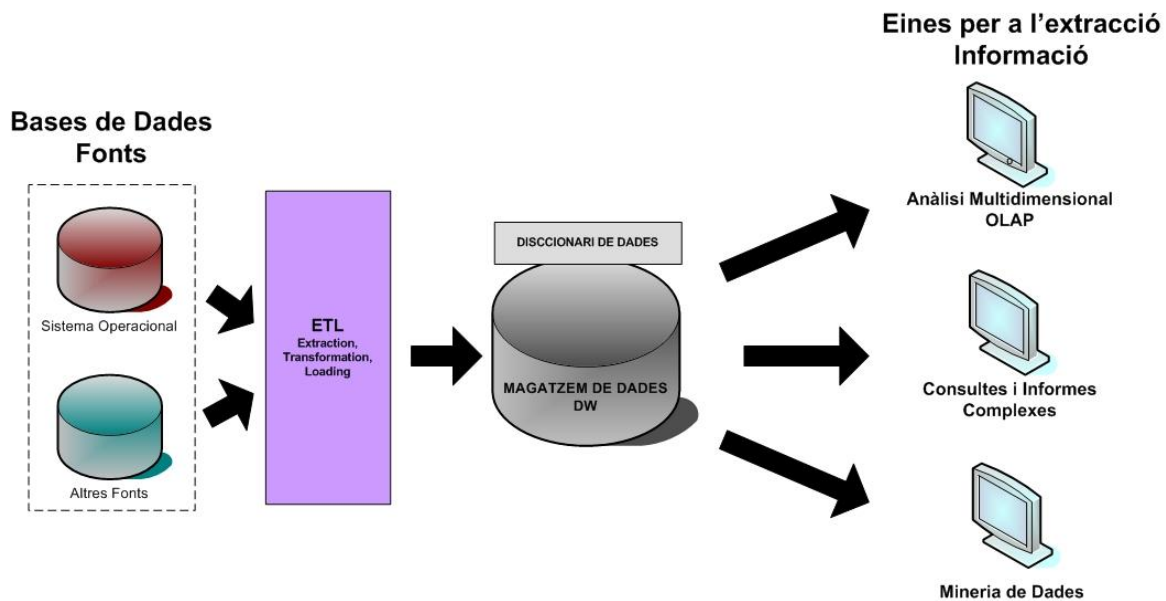 Bases de Dades
Fonts
Sistema Operacional
Altres Fonts
ETL
Extraction,
Transformation,
Loading
DISCCIONARI DE DADES
MAGATZEM DE DADES
DW
Eines per a l'extracció
Informació
Anàlisi Multidimensional
OLAP
Consultes i Informes
Complexes
Mineria de Dades